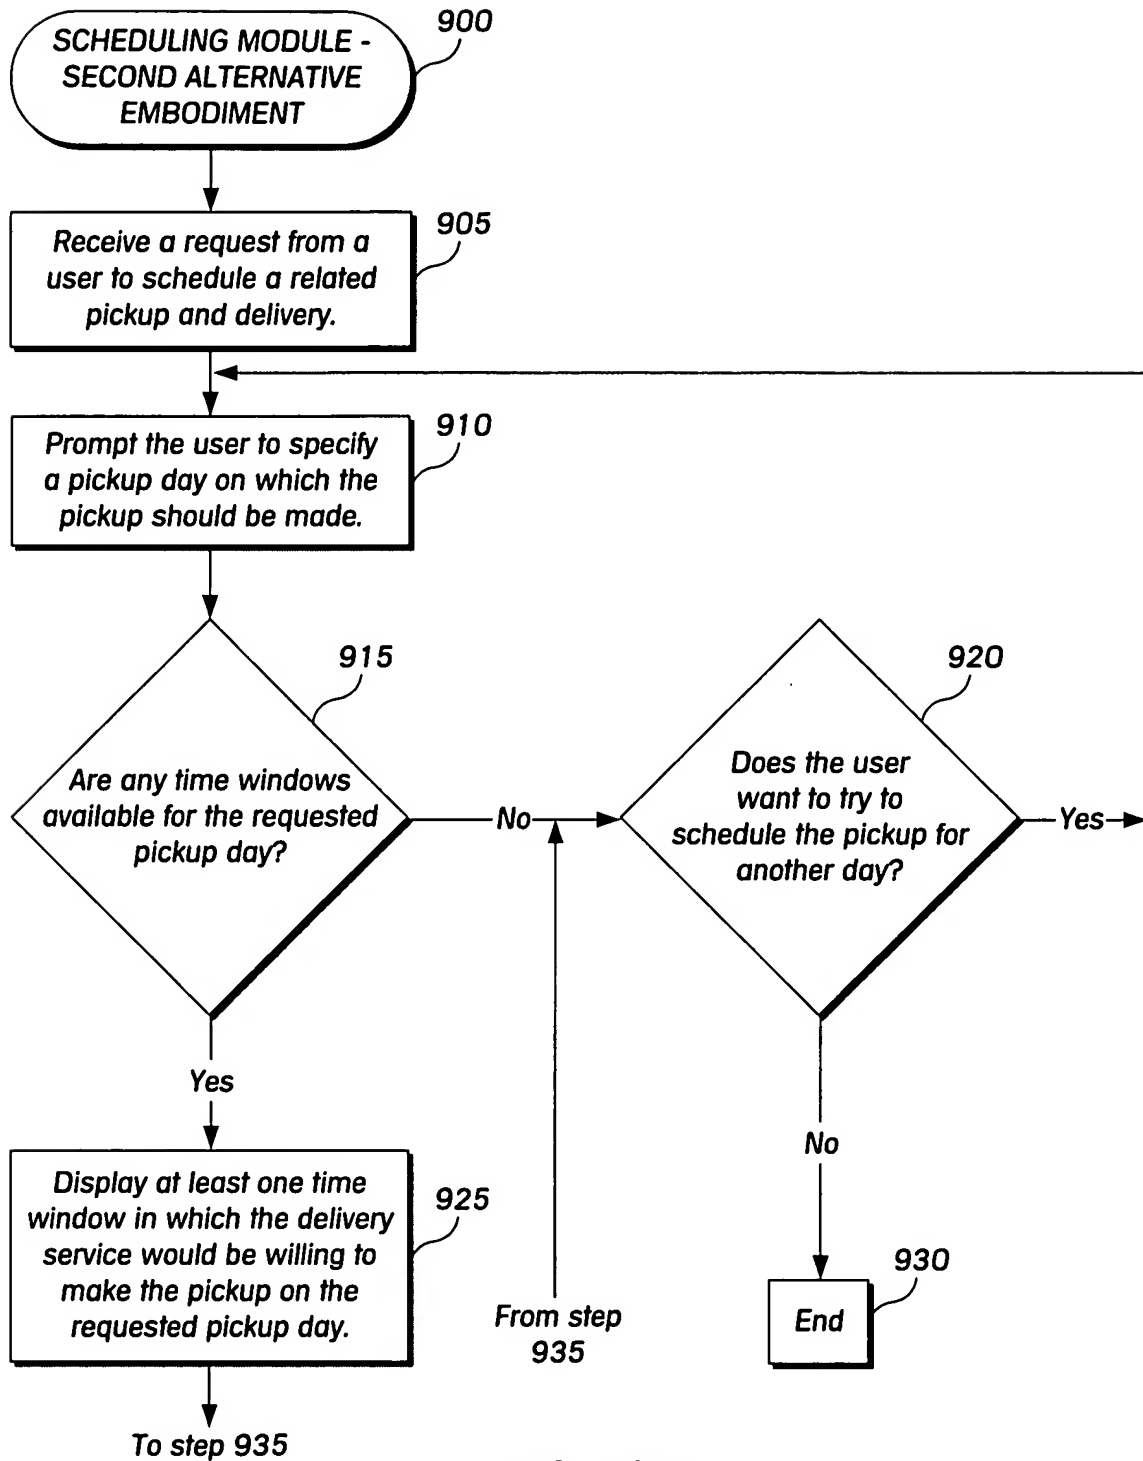 SCHEDULING MODULE -
SECOND ALTERNATIVE
EMBODIMENT
900
Receive a request from a
user to schedule a related
pickup and delivery.
905
Prompt the user to specify
a pickup day on which the
pickup should be made.
910
Are any time windows
available for the requested
pickup day?
915
No
Does the user
want to try to
schedule the pickup for
another day?
920
Yes
Yes
No
Display at least one time
window in which the delivery
service would be willing to
make the pickup on the
requested pickup day.
925
From step
935
End
930
To step 935